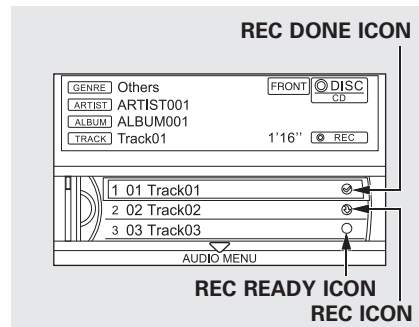 REC DONE ICON
GENRE Others FRONT DISC
CD
ARTIST ARTIST001
ALBUM ALBUM001
TRACK Track01 1'16'' REC
1 01 Track01
2 02 Track02
3 03 Track03
AUDIO MENU
REC READY ICON
REC ICON